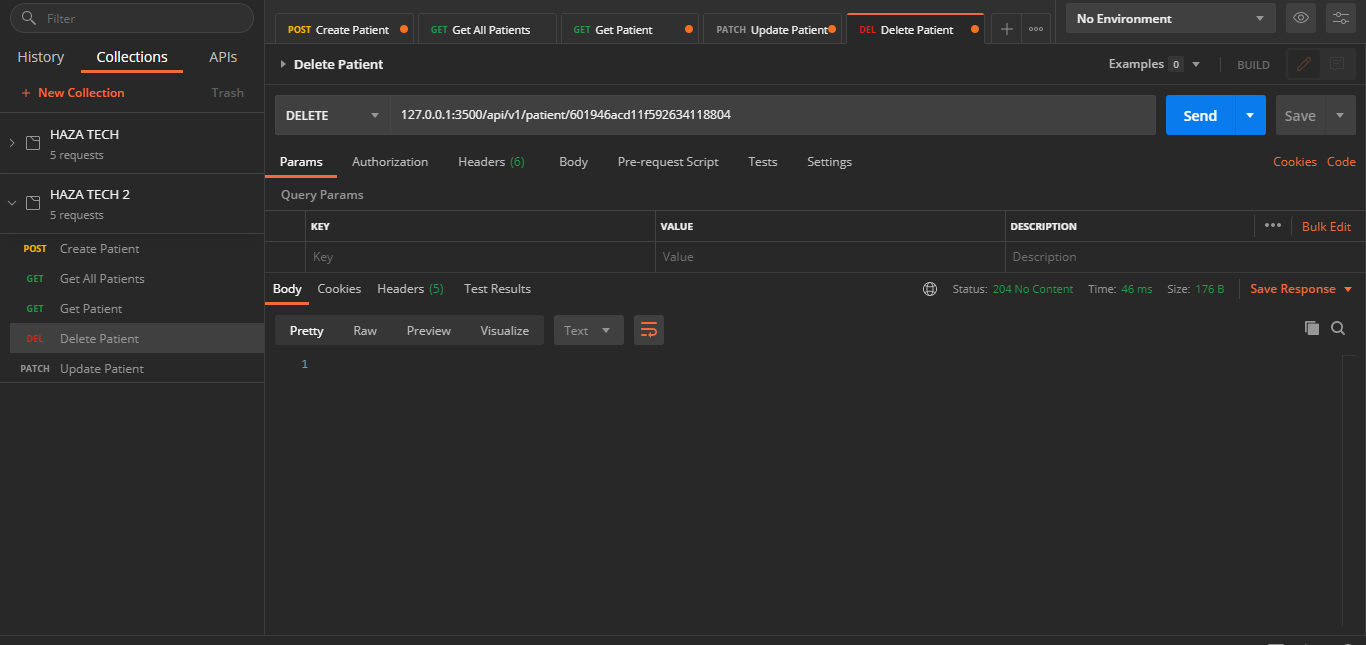 Filter
History Collections APIs
+ New Collection Trash
HAZA TECH
5 requests
HAZA TECH 2
5 requests
POST Create Patient
GET Get All Patients
GET Get Patient
DEL Delete Patient
PATCH Update Patient
POST Create Patient GET Get All Patients GET Get Patient PATCH Update Patient DEL Delete Patient
No Environment
Delete Patient Examples 0 BUILD
DELETE 127.0.0.1:3500/api/v1/patient/601946acd11f592634118804 Send Save
Params Authorization Headers (6) Body Pre-request Script Tests Settings Cookies Code
Query Params
KEY VALUE DESCRIPTION Bulk Edit
Key Value Description
Body Cookies Headers (5) Test Results Status: 204 No Content Time: 46 ms Size: 176 B Save Response
Pretty Raw Preview Visualize Text
1